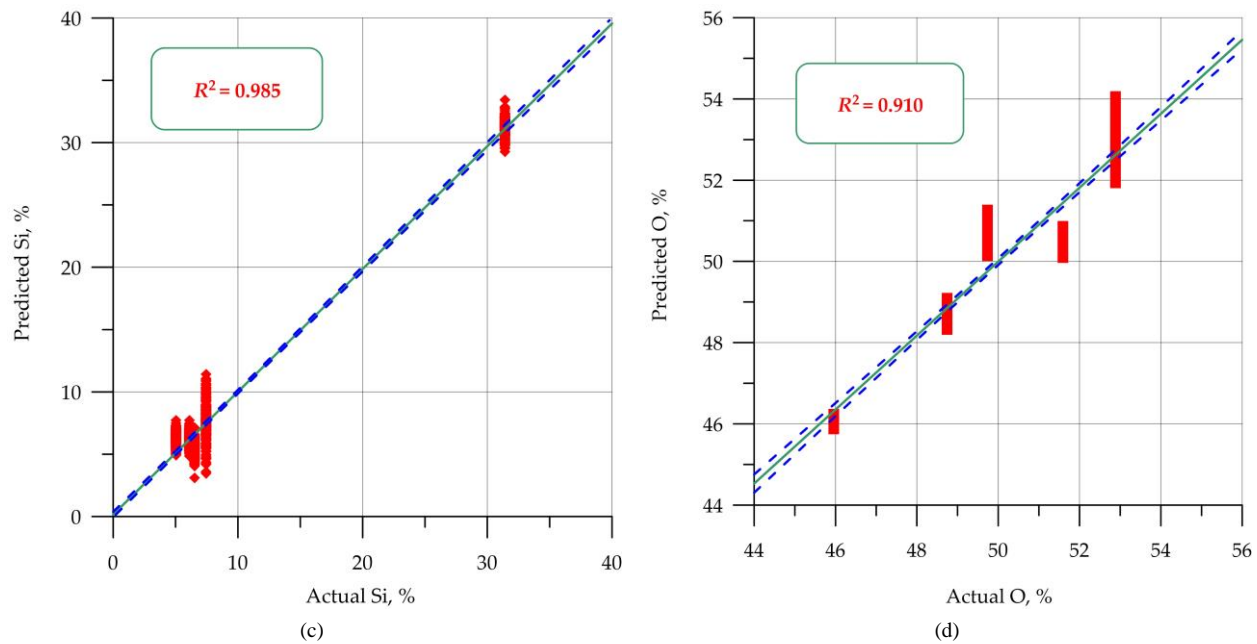 40
30
20
10
0
Predicted Si, %
R² = 0.985
0 10 20 30 40
Actual Si, %
(c)
56
54
52
50
48
46
44
Predicted O, %
R² = 0.910
44 46 48 50 52 54 56
Actual O, %
(d)